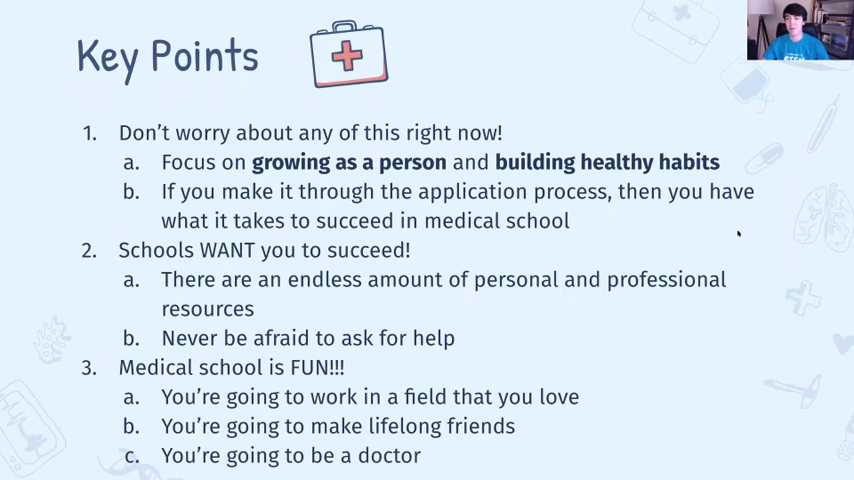 Key Points
1. Don't worry about any of this right now!
a. Focus on growing as a person and building healthy habits
b. If you make it through the application process, then you have
what it takes to succeed in medical school
2. Schools WANT you to succeed!
a. There are an endless amount of personal and professional
resources
b. Never be afraid to ask for help
3. Medical school is FUN!!!
a. You're going to work in a field that you love
b. You're going to make lifelong friends
c. You're going to be a doctor